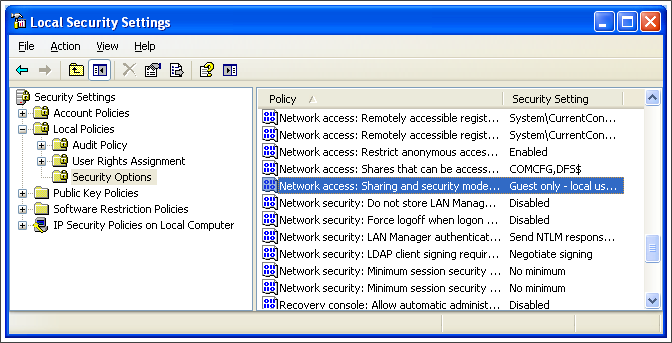 Local Security Settings
File Action View Help
Security Settings
Account Policies
Local Policies
Audit Policy
User Rights Assignment
Security Options
Public Key Policies
Software Restriction Policies
IP Security Policies on Local Computer
Policy Security Setting
Network access: Remotely accessible regist... System\CurrentCon...
Network access: Remotely accessible regist... System\CurrentCon...
Network access: Restrict anonymous acces... Enabled
Network access: Shares that can be access... COMCFG,DFS$
Network access: Sharing and security mode... Guest only - local us...
Network security: Do not store LAN Manag... Disabled
Network security: Force logoff when logon ... Disabled
Network security: LAN Manager authenticat... Send NTLM respons...
Network security: LDAP client signing requir... Negotiate signing
Network security: Minimum session security ... No minimum
Network security: Minimum session security ... No minimum
Recovery console: Allow automatic administ... Disabled